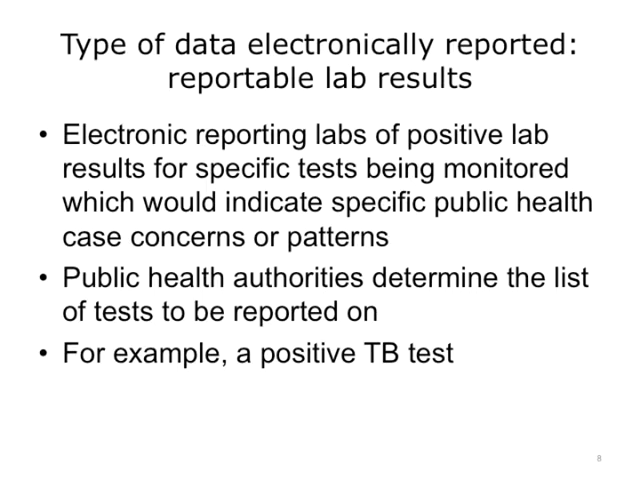 Type of data electronically reported:
reportable lab results
• Electronic reporting labs of positive lab
results for specific tests being monitored
which would indicate specific public health
case concerns or patterns
• Public health authorities determine the list
of tests to be reported on
• For example, a positive TB test
8